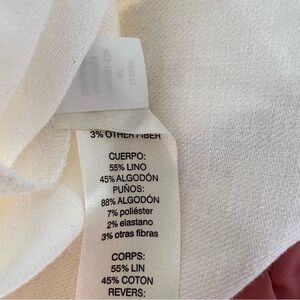 3% OTHER FIBER
CUERPO:
55% LINO
45% ALGODÓN
PUÑOS:
88% ALGODÓN
7% poliéster
2% elastano
3% otras fibras
CORPS:
55% LIN
45% COTON
REVERS: